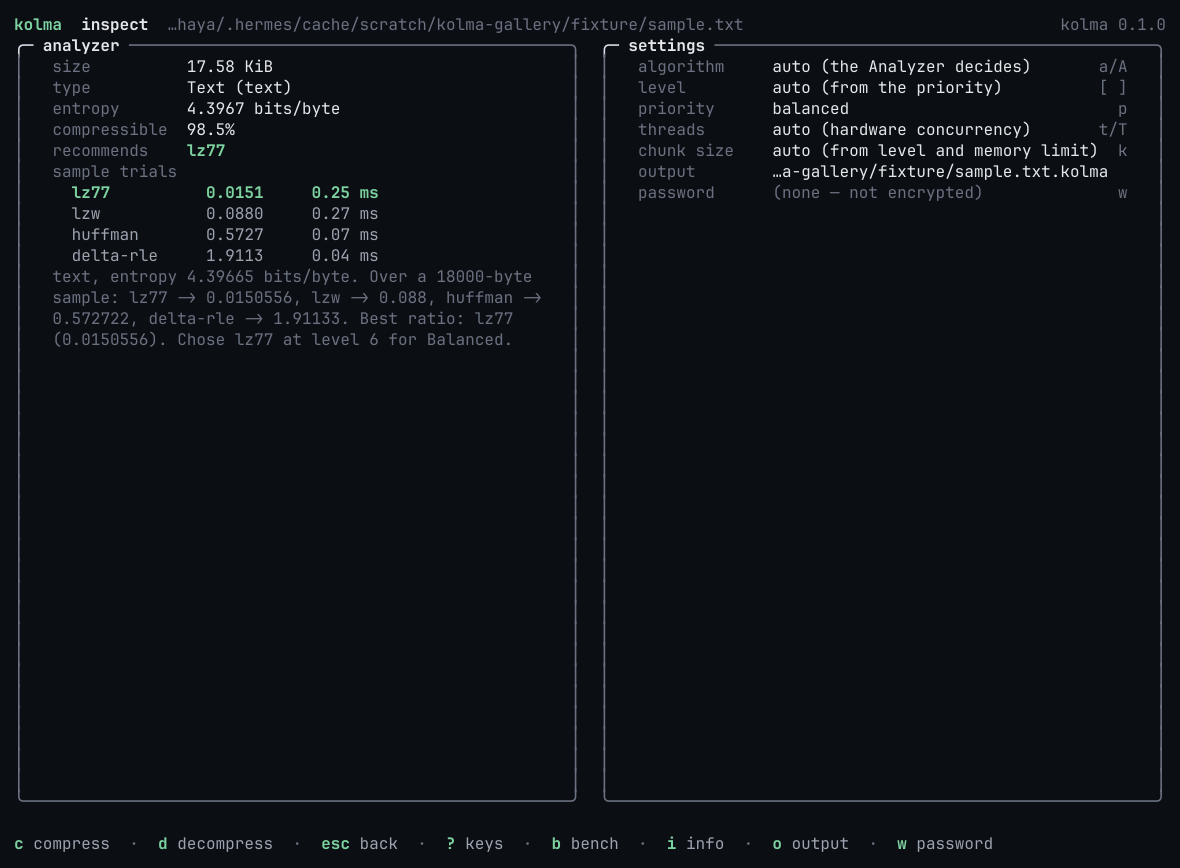 kolma inspect …haya/.hermes/cache/scratch/kolma-gallery/fixture/sample.txt kolma 0.1.0
analyzer
size 17.58 KiB
type Text (text)
entropy 4.3967 bits/byte
compressible 98.5%
recommends lz77
sample trials
lz77 0.0151 0.25 ms
lzw 0.0880 0.27 ms
huffman 0.5727 0.07 ms
delta-rle 1.9113 0.04 ms
text, entropy 4.39665 bits/byte. Over a 18000-byte
sample: lz77 → 0.0150556, lzw → 0.088, huffman →
0.572722, delta-rle → 1.91133. Best ratio: lz77
(0.0150556). Chose lz77 at level 6 for Balanced.
settings
algorithm auto (the Analyzer decides) a/A
level auto (from the priority) [ ]
priority balanced p
threads auto (hardware concurrency) t/T
chunk size auto (from level and memory limit) k
output …a-gallery/fixture/sample.txt.kolma
password (none — not encrypted) w
c compress · d decompress · esc back · ? keys · b bench · i info · o output · w password